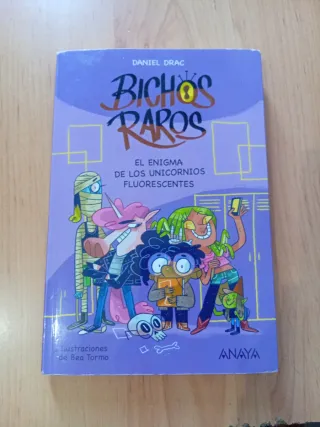 DANIEL DRAC
BICHOS
RAROS
EL ENIGMA
DE LOS UNICORNIOS
FLUORESCENTES
Ilustraciones
de Bea Tormo
ANAYA